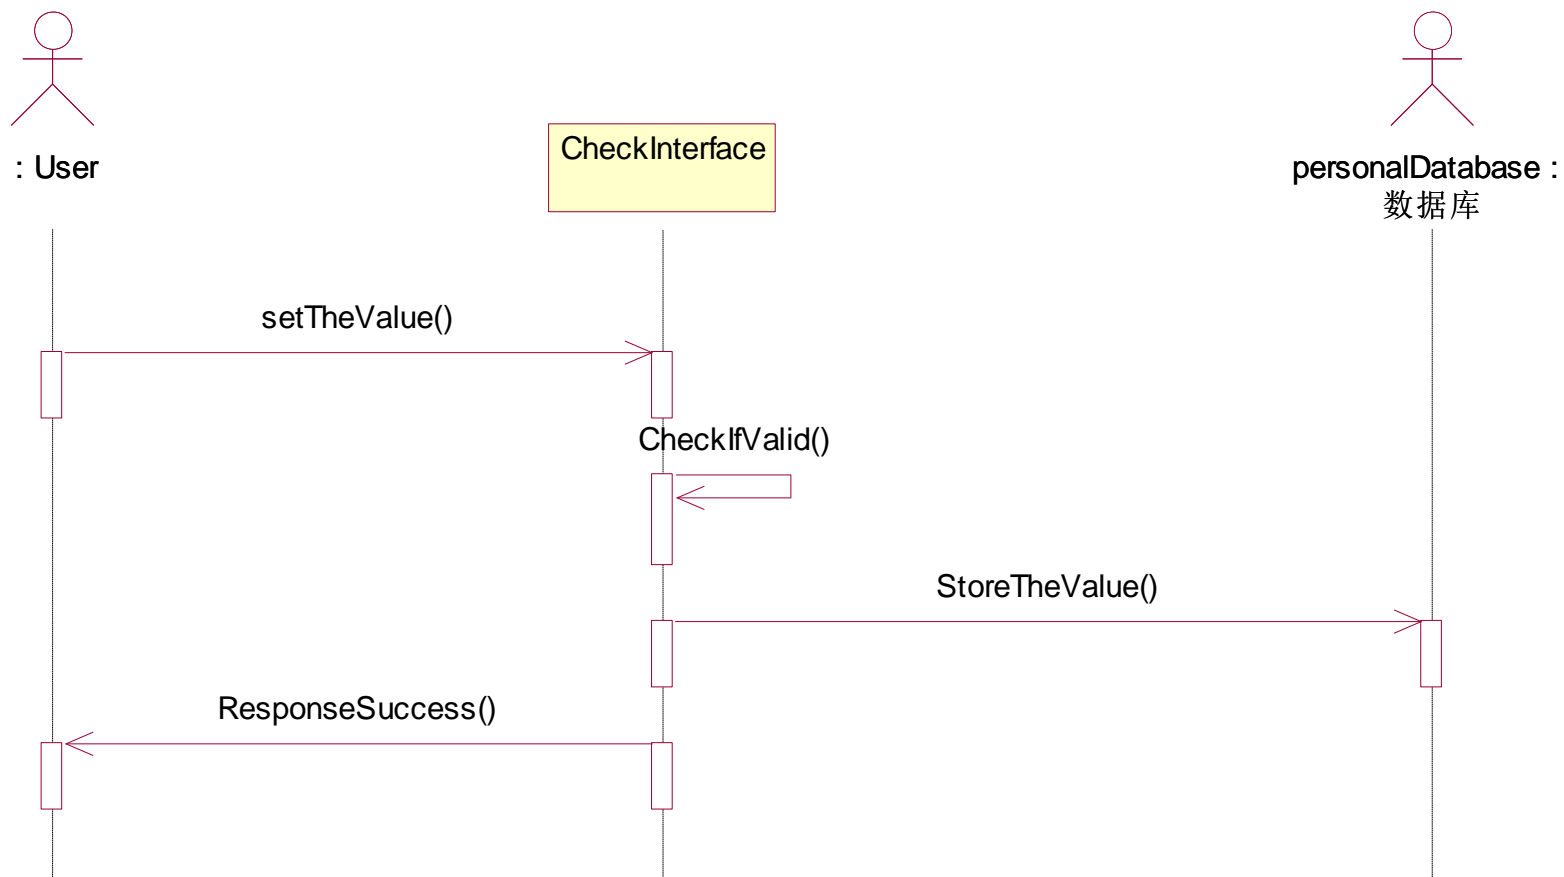 : User
CheckInterface
personalDatabase :
数据库
setTheValue()
CheckIfValid()
StoreTheValue()
ResponseSuccess()